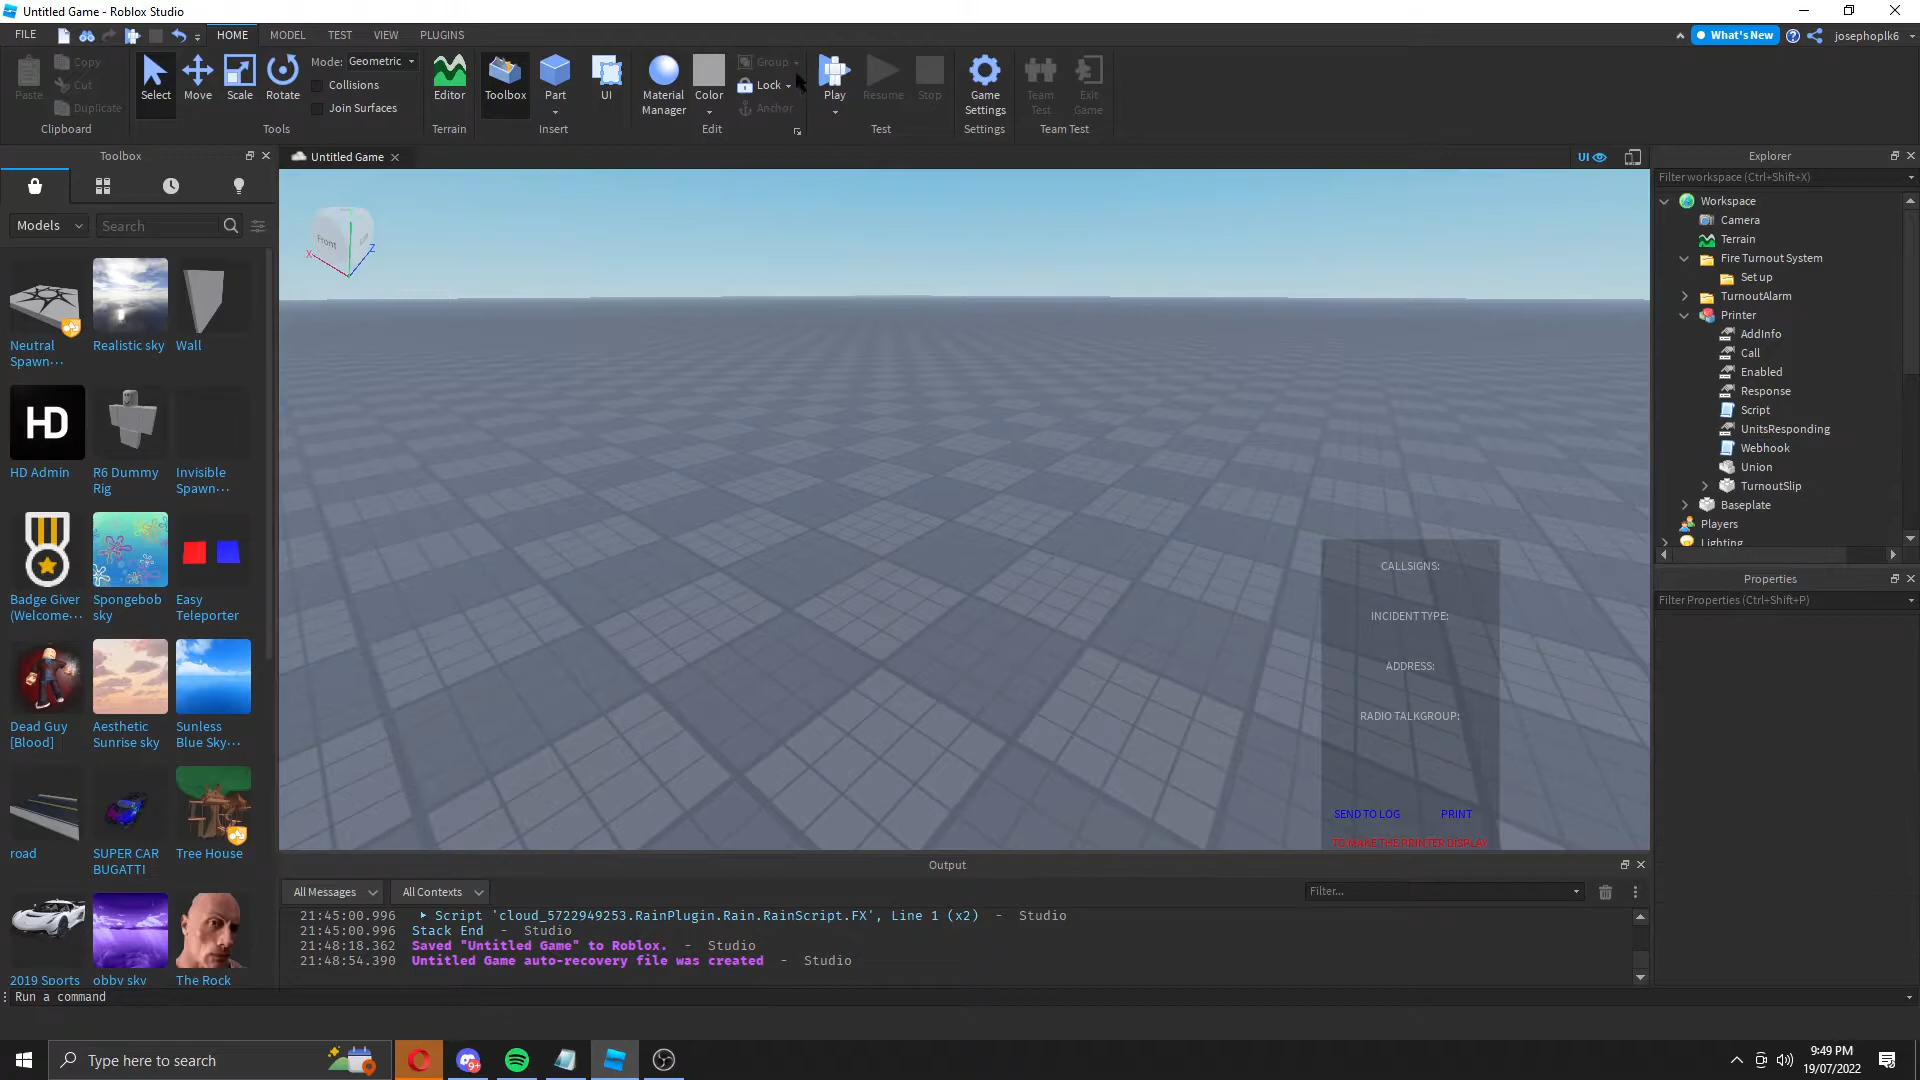 Untitled Game - Roblox Studio
FILE HOME MODEL TEST VIEW PLUGINS What's New josephoplk6
Paste Copy Cut Duplicate Clipboard
Select Move Scale Rotate Mode: Geometric Collisions Join Surfaces Tools
Editor Terrain
Toolbox Part UI Insert
Material Manager Color Group Lock Anchor Edit
Play Resume Stop Test
Game Settings Settings
Team Test Exit Game Team Test
Toolbox
Untitled Game
UI
Models Search
Neutral Spawn...
Realistic sky
Wall
HD
HD Admin
R6 Dummy Rig
Invisible Spawn...
Badge Giver (Welcome-...
Spongebob sky
Easy Teleporter
Dead Guy [Blood]
Aesthetic Sunrise sky
Sunless Blue Sky...
road
SUPER CAR BUGATTI
Tree House
2019 Sports
obby sky
The Rock
Front
X
Z
CALLSIGNS:
INCIDENT TYPE:
ADDRESS:
RADIO TALKGROUP:
SEND TO LOG PRINT
TO MAKE THE PRINTER DISPLAY
Explorer
Filter workspace (Ctrl+Shift+X)
Workspace
Camera
Terrain
Fire Turnout System
Set up
TurnoutAlarm
Printer
AddInfo
Call
Enabled
Response
Script
UnitsResponding
Webhook
Union
TurnoutSlip
Baseplate
Players
Lighting
Properties
Filter Properties (Ctrl+Shift+P)
Output
All Messages All Contexts Filter...
21:45:00.996 Script 'cloud_5722949253.RainPlugin.Rain.RainScript.FX', Line 1 (x2) - Studio
21:45:00.996 Stack End - Studio
21:48:18.362 Saved "Untitled Game" to Roblox. - Studio
21:48:54.390 Untitled Game auto-recovery file was created - Studio
Run a command
Type here to search
9+
9:49 PM
19/07/2022